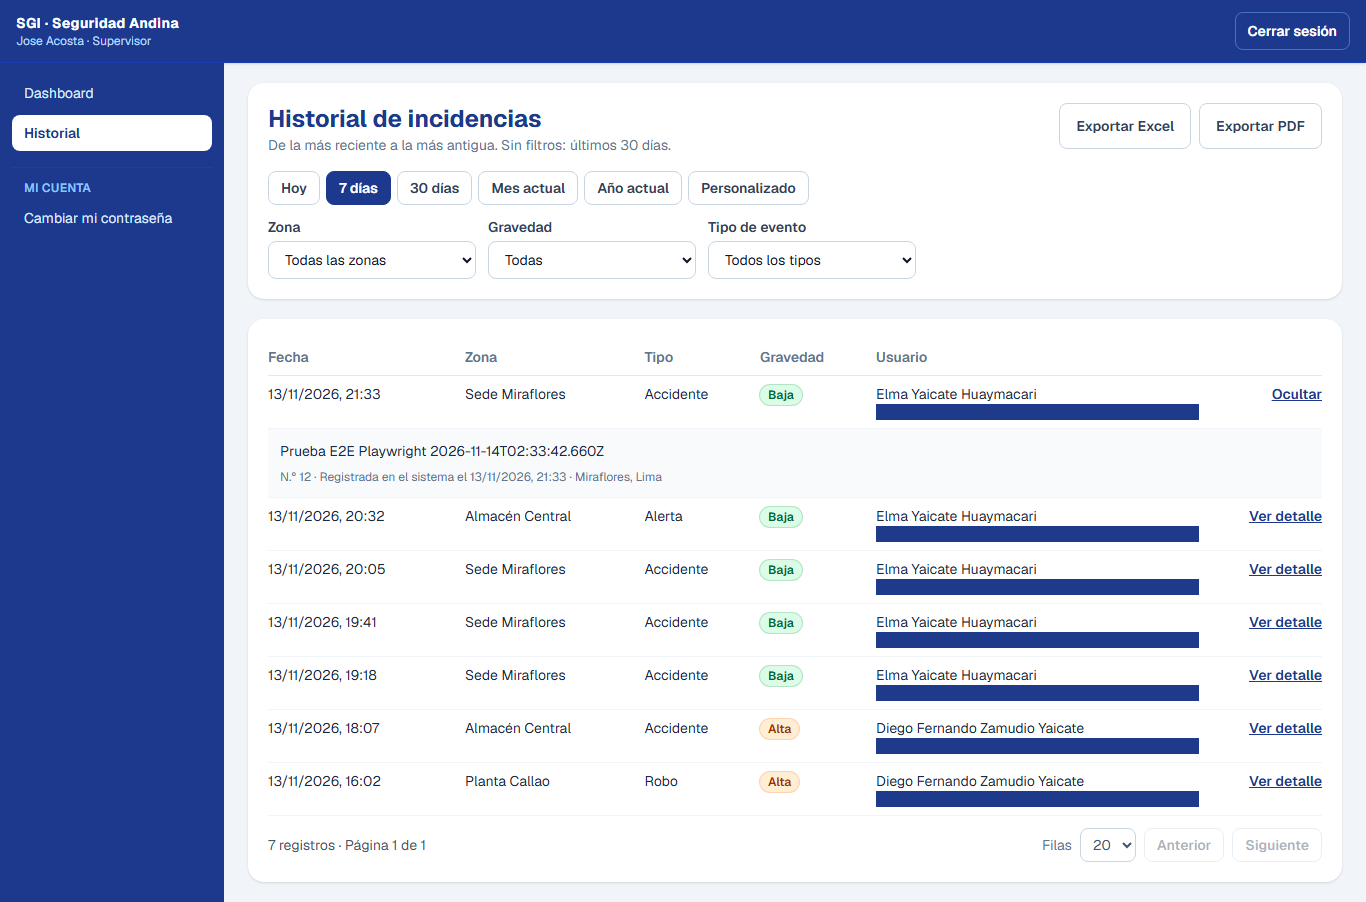 SGI · Seguridad Andina
Jose Acosta · Supervisor
Cerrar sesión
Dashboard
Historial
MI CUENTA
Cambiar mi contraseña
Historial de incidencias
De la más reciente a la más antigua. Sin filtros: últimos 30 días.
Exportar Excel
Exportar PDF
Hoy
7 días
30 días
Mes actual
Año actual
Personalizado
Zona
Gravedad
Tipo de evento
Todas las zonas
Todas
Todos los tipos
Fecha Zona Tipo Gravedad Usuario
13/11/2026, 21:33 Sede Miraflores Accidente Baja Elma Yaicate Huaymacari Ocultar
Prueba E2E Playwright 2026-11-14T02:33:42.660Z
N.° 12 · Registrada en el sistema el 13/11/2026, 21:33 · Miraflores, Lima
13/11/2026, 20:32 Almacén Central Alerta Baja Elma Yaicate Huaymacari Ver detalle
13/11/2026, 20:05 Sede Miraflores Accidente Baja Elma Yaicate Huaymacari Ver detalle
13/11/2026, 19:41 Sede Miraflores Accidente Baja Elma Yaicate Huaymacari Ver detalle
13/11/2026, 19:18 Sede Miraflores Accidente Baja Elma Yaicate Huaymacari Ver detalle
13/11/2026, 18:07 Almacén Central Accidente Alta Diego Fernando Zamudio Yaicate Ver detalle
13/11/2026, 16:02 Planta Callao Robo Alta Diego Fernando Zamudio Yaicate Ver detalle
7 registros · Página 1 de 1
Filas 20 Anterior Siguiente